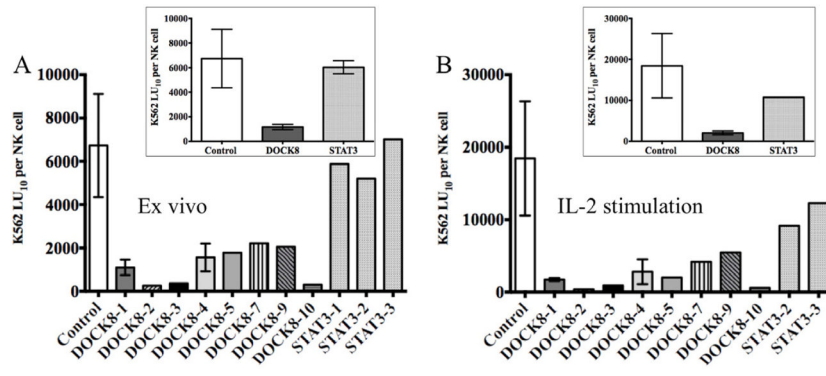 A
K562 LU10 per NK cell
10000
8000
6000
4000
2000
0
Ex vivo
Control
DOCK8-1
DOCK8-2
DOCK8-3
DOCK8-4
DOCK8-5
DOCK8-7
DOCK8-9
DOCK8-10
STAT3-1
STAT3-2
STAT3-3
K562 LU10 per NK cell
10000
8000
6000
4000
2000
0
Control
DOCK8
STAT3
B
K562 LU10 per NK cell
30000
20000
10000
0
IL-2 stimulation
Control
DOCK8-1
DOCK8-2
DOCK8-3
DOCK8-4
DOCK8-5
DOCK8-7
DOCK8-9
DOCK8-10
STAT3-2
STAT3-3
K562 LU10 per NK cell
30000
20000
10000
0
Control
DOCK8
STAT3